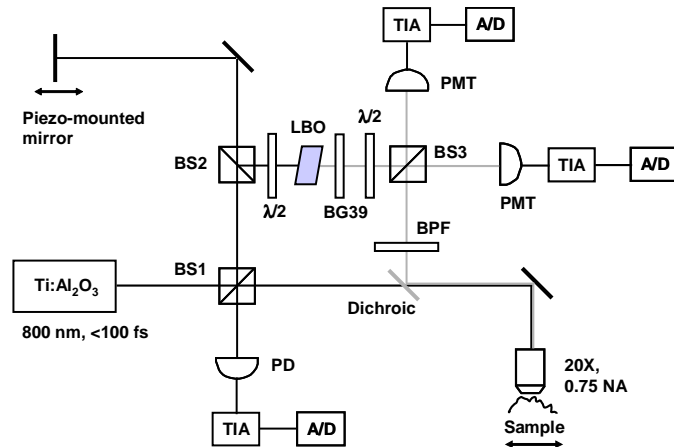 TIA
A/D
PMT
Piezo-mounted
mirror
λ/2
LBO
BS2
BS3
λ/2
BG39
PMT
TIA
A/D
BPF
BS1
Ti:Al₂O₃
800 nm, <100 fs
Dichroic
PD
20X,
0.75 NA
TIA
A/D
Sample